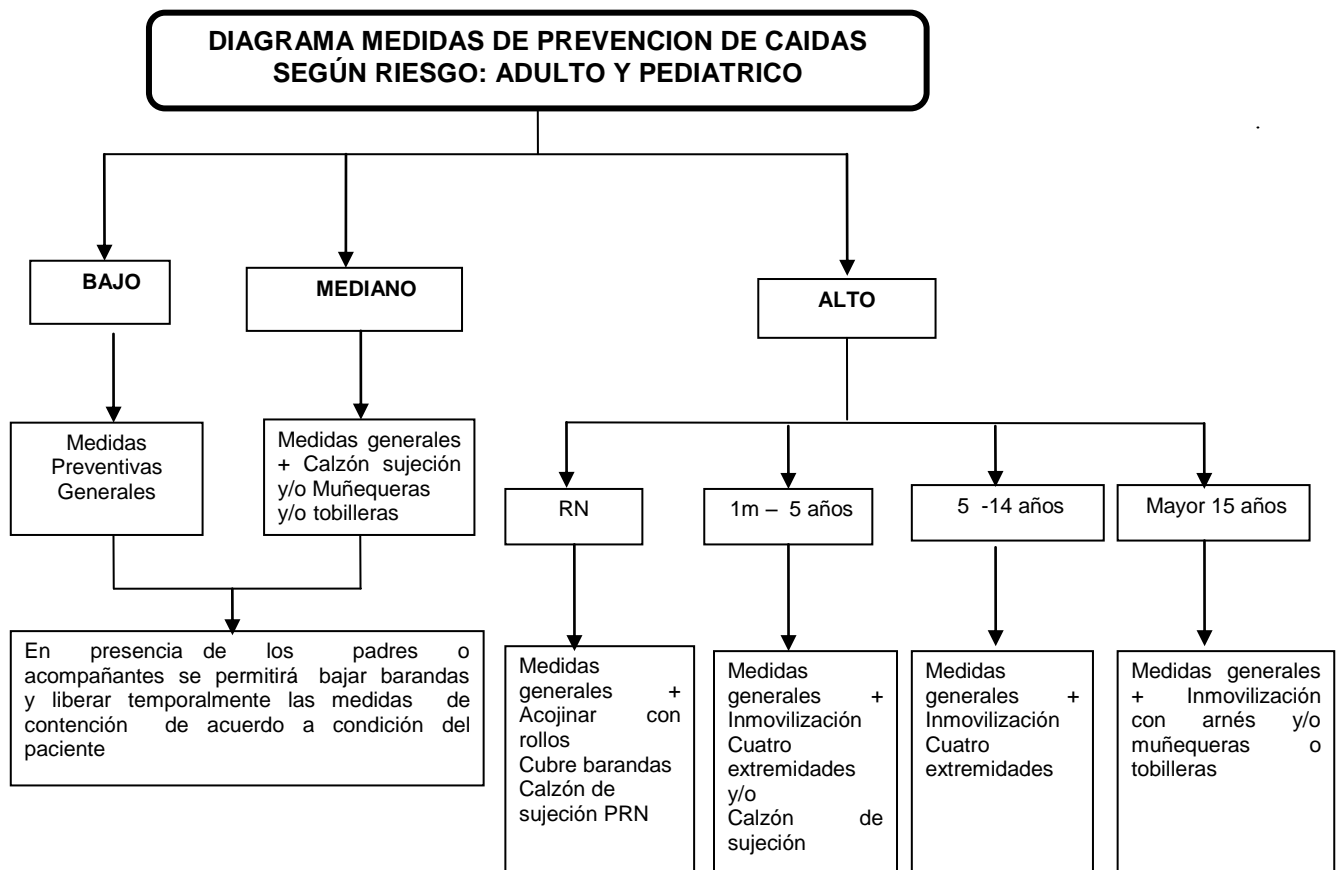 DIAGRAMA MEDIDAS DE PREVENCION DE CAIDAS
SEGÚN RIESGO: ADULTO Y PEDIATRICO
BAJO
MEDIANO
ALTO
Medidas
Preventivas
Generales
Medidas generales
+ Calzón sujeción
y/o Muñequeras
y/o tobilleras
RN
1m – 5 años
5 -14 años
Mayor 15 años
En presencia de los padres o
acompañantes se permitirá bajar barandas
y liberar temporalmente las medidas de
contención de acuerdo a condición del
paciente
Medidas
generales +
Acojinar con
rollos
Cubre barandas
Calzón de
sujeción PRN
Medidas
generales +
Inmovilización
Cuatro
extremidades
y/o
Calzón de
sujeción
Medidas
generales +
Inmovilización
Cuatro
extremidades
Medidas generales
+ Inmovilización
con arnés y/o
muñequeras o
tobilleras